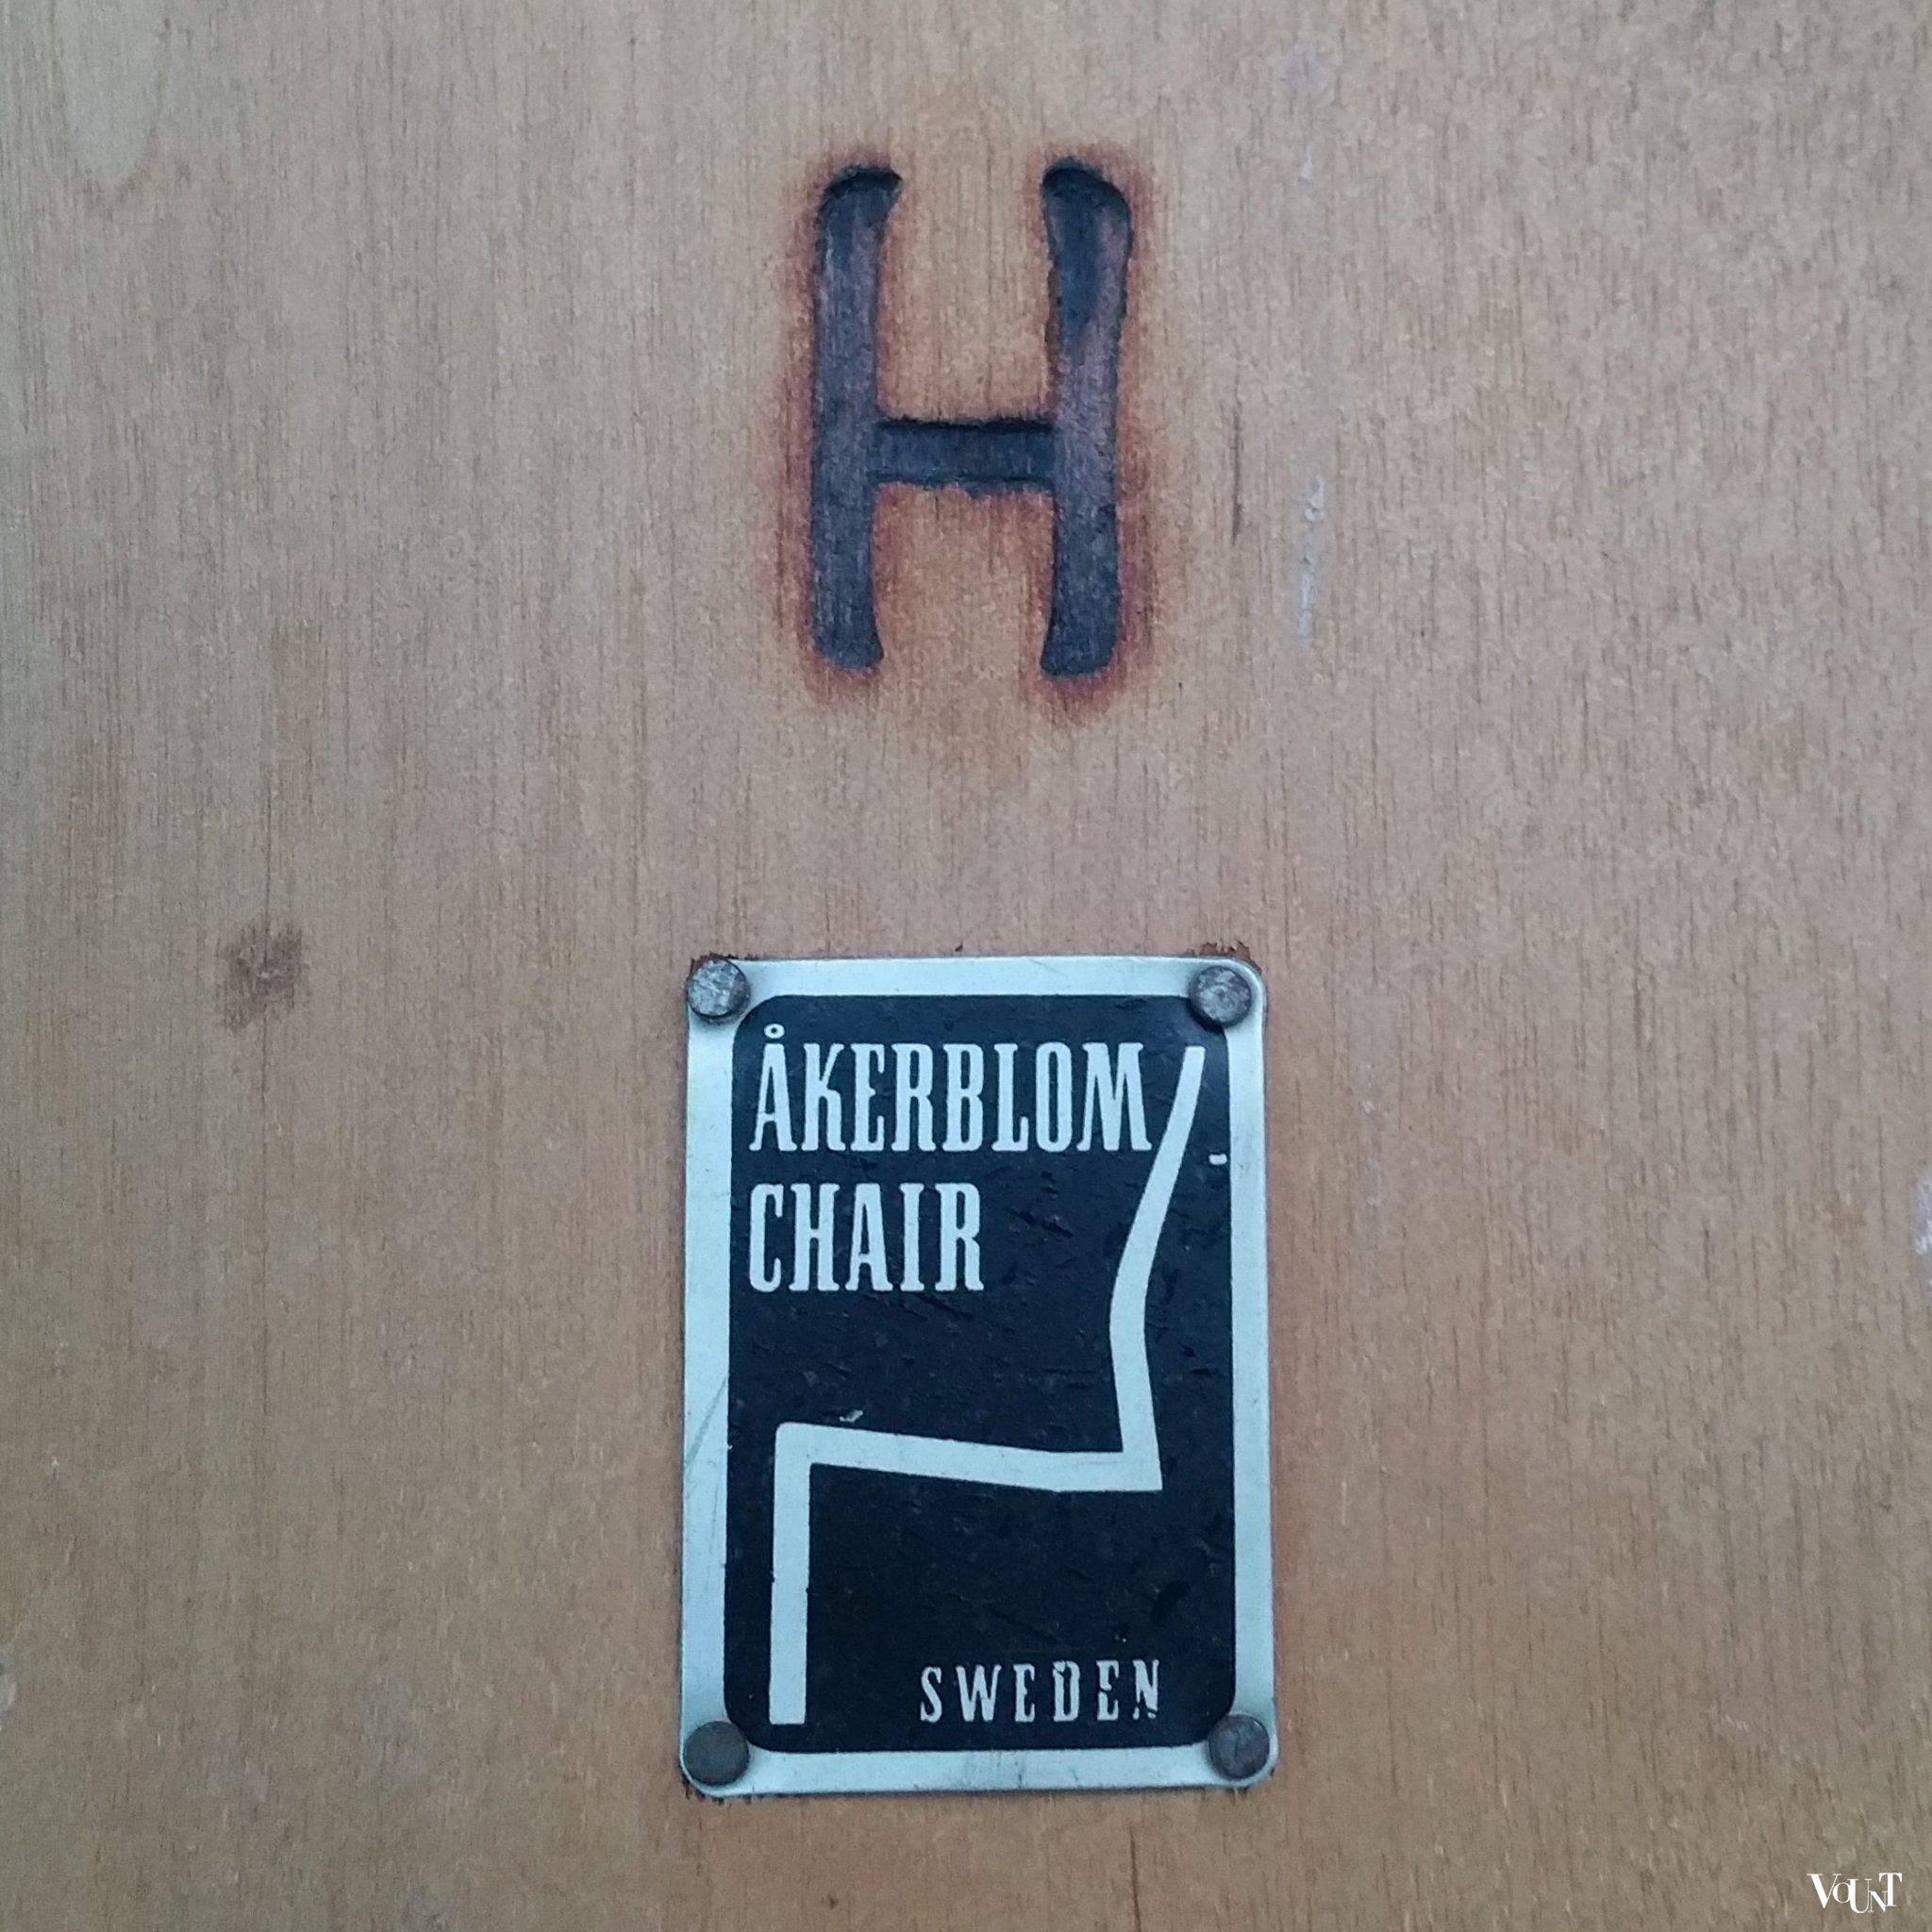 H
ÅKERBLOM
CHAIR
SWEDEN
VOUNT